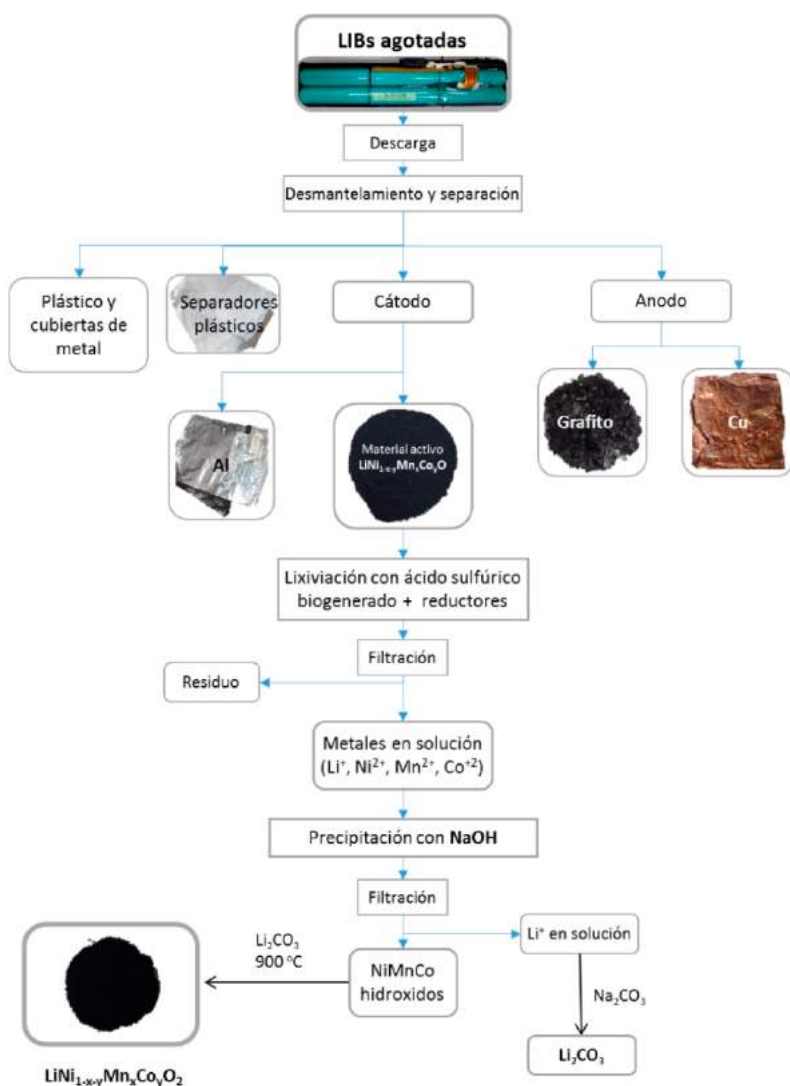 LIBs agotadas
Descarga
Desmantelamiento y separación
Plástico y
cubiertas de
metal
Separadores
plásticos
Cátodo
Anodo
Al
Material activo
LiNi₁₋ₓ₋ᵧMnₓCoᵧO
Grafito
Cu
Lixiviación con ácido sulfúrico
biogenerado + reductores
Filtración
Residuo
Metales en solución
(Li⁺, Ni²⁺, Mn²⁺, Co⁺²)
Precipitación con NaOH
Filtración
Li⁺ en solución
Li₂CO₃
900 °C
NiMnCo
hidroxidos
Na₂CO₃
Li₂CO₃
LiNi₁₋ₓ₋ᵧMnₓCoᵧO₂